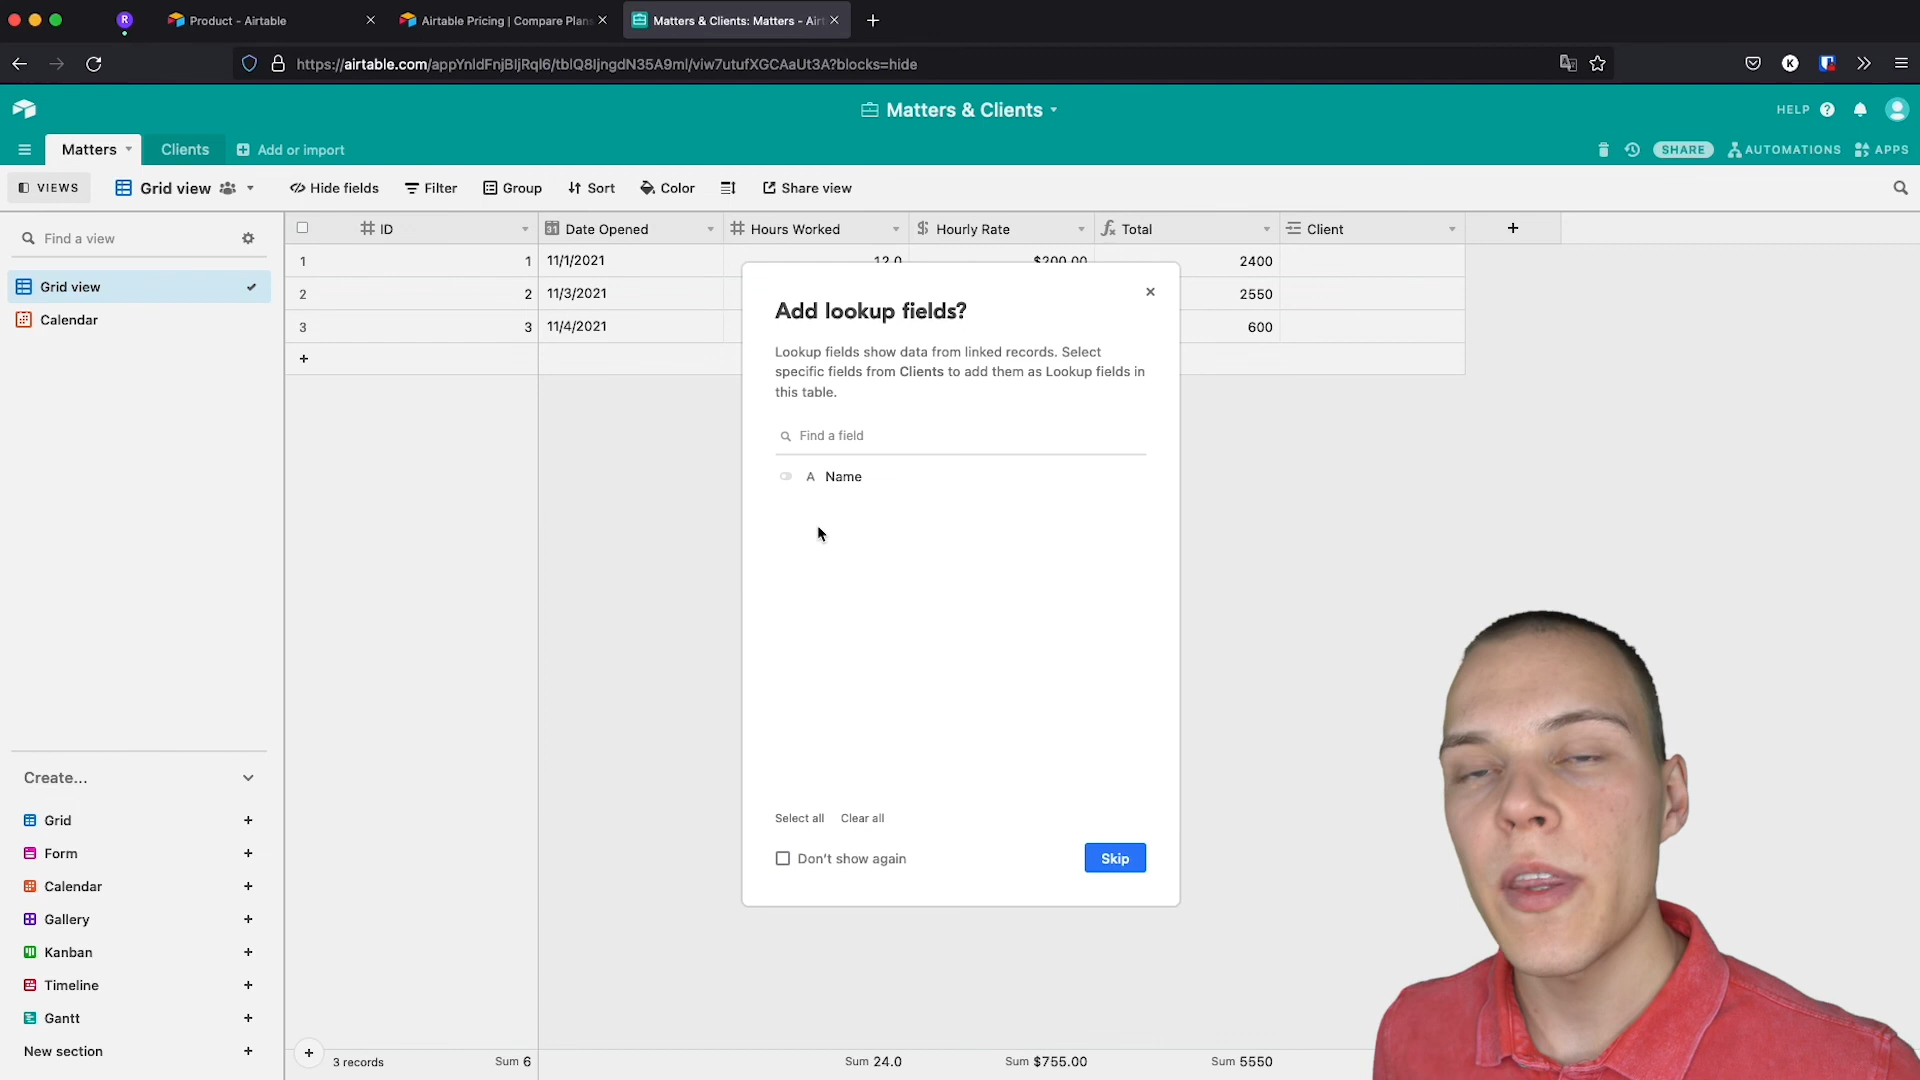 R
Product - Airtable
Airtable Pricing | Compare Plans
Matters & Clients: Matters - Air
https://airtable.com/appYnldFnjBljRql6/tblQ8ljngdN35A9ml/viw7utufXGCAaUt3A?blocks=hide
K
Matters & Clients
HELP
Matters
Clients
Add or import
SHARE
AUTOMATIONS
APPS
VIEWS
Grid view
Hide fields
Filter
Group
Sort
Color
Share view
Find a view
ID
Date Opened
Hours Worked
Hourly Rate
Total
Client
1 1 11/1/2021 12.0 $200.00 2400
2 2 11/3/2021 2550
3 3 11/4/2021 600
Grid view
Calendar
Add lookup fields?
Lookup fields show data from linked records. Select
specific fields from Clients to add them as Lookup fields in
this table.
Find a field
A Name
Select all Clear all
Don't show again
Skip
Create...
Grid
Form
Calendar
Gallery
Kanban
Timeline
Gantt
New section
3 records
Sum 6
Sum 24.0
Sum $755.00
Sum 5550